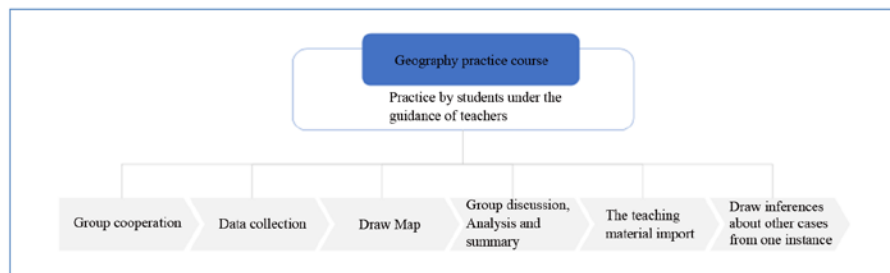 Geography practice course
Practice by students under the
guidance of teachers
Group cooperation
Data collection
Draw Map
Group discussion,
Analysis and
summary
The teaching
material import
Draw inferences
about other cases
from one instance